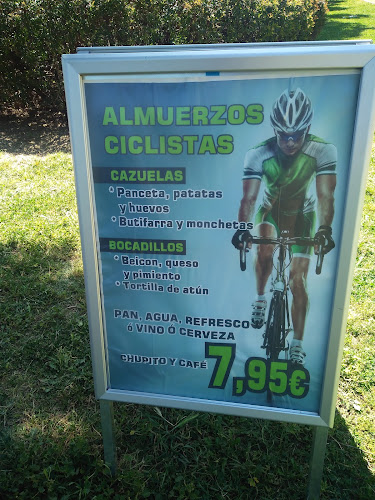 ALMUERZOS
CICLISTAS
CAZUELAS
* Panceta, patatas
y huevos
* Butifarra y monchetas
BOCADILLOS
* Beicon, queso
y pimiento
* Tortilla de atún
PAN, AGUA, REFRESCO
ó VINO Ó CERVEZA
CHUPITO Y CAFÉ 7,95€